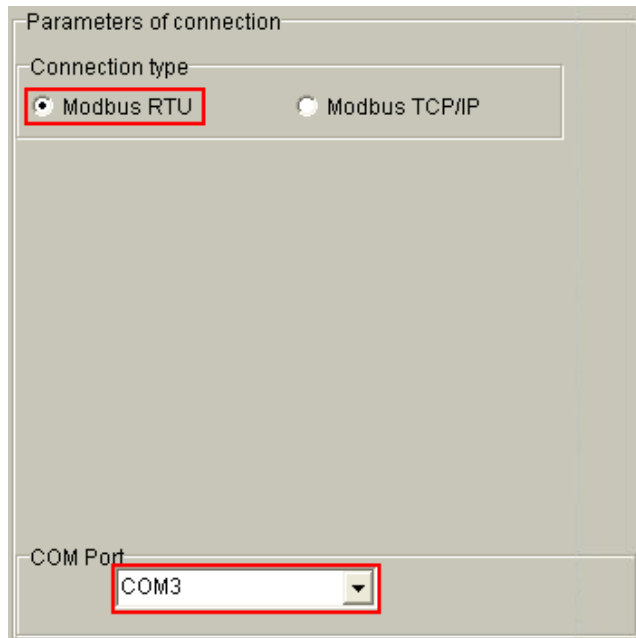 Parameters of connection
Connection type
Modbus RTU Modbus TCP/IP
COM Port
COM3